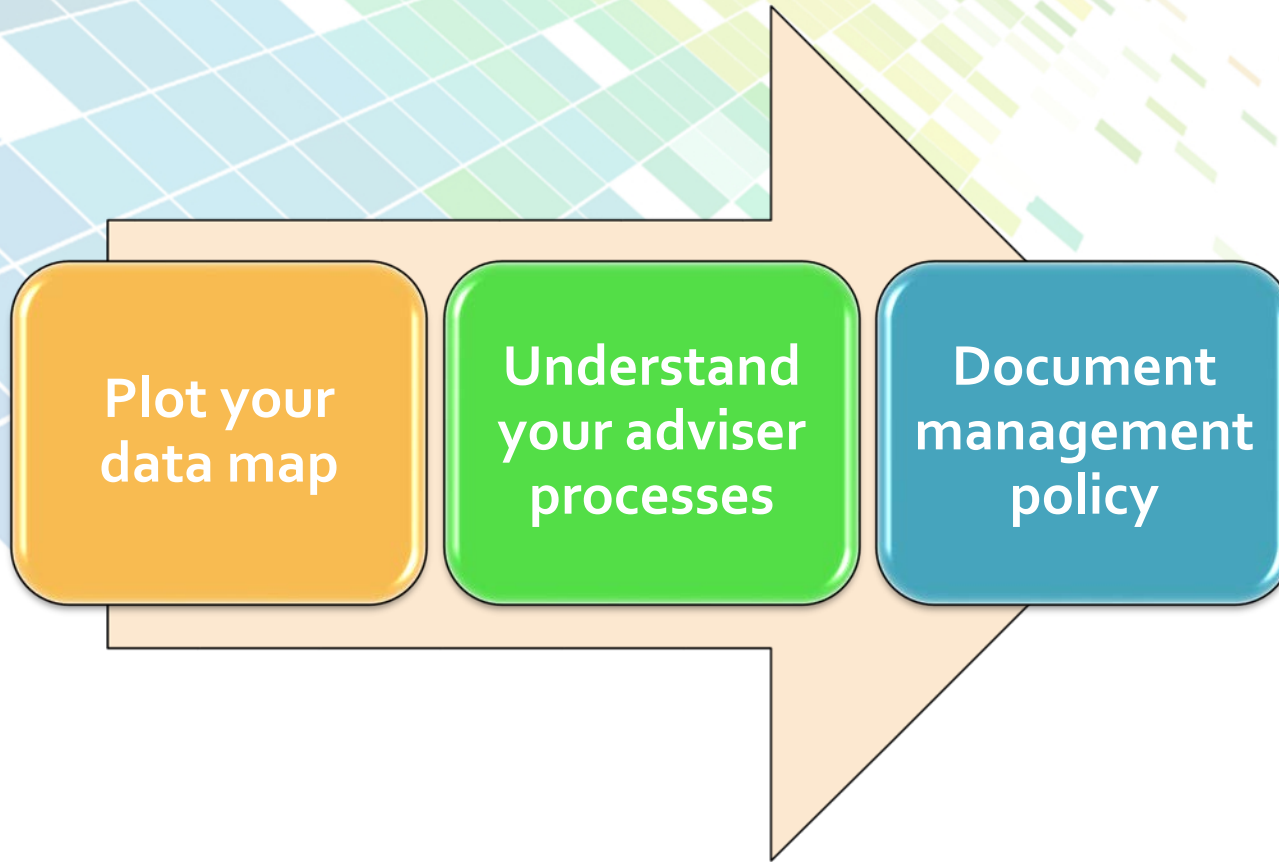 Plot your
data map
Understand
your adviser
processes
Document
management
policy